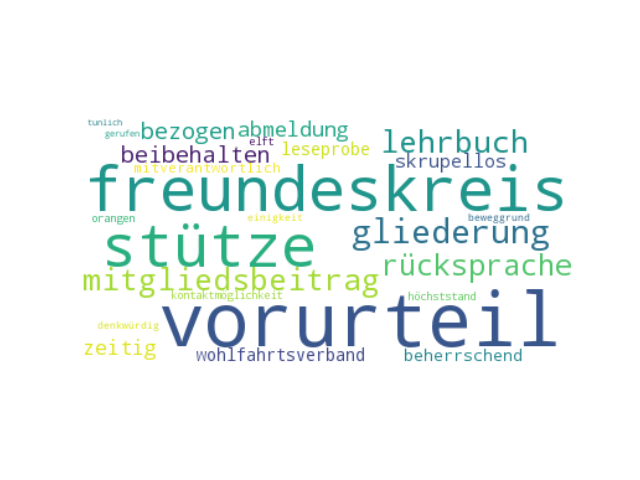 tunlich
gerufen
bezogen
abmeldung
elft
lehrbuch
beibehalten
leseprobe
skrupellos
mitverantwortlich
freundeskreis
orangen
einigkeit
beweggrund
stütze
gliederung
rücksprache
mitgliedsbeitrag
kontaktmöglichkeit
höchststand
vorurteil
denkwürdig
zeitig
wohlfahrtsverband
beherrschend